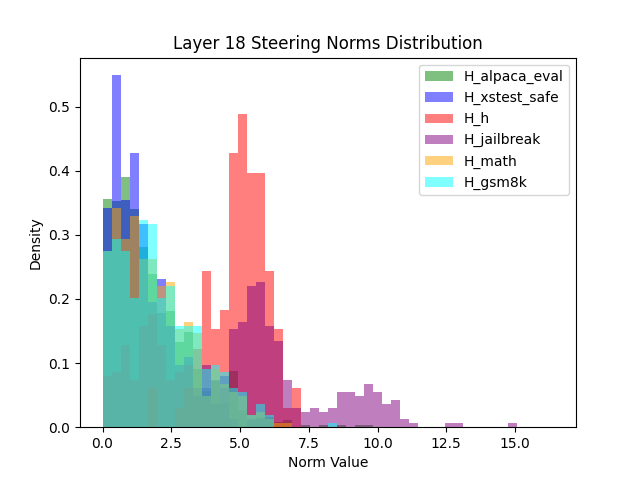 Layer 18 Steering Norms Distribution
H_alpaca_eval
H_xstest_safe
H_h
H_jailbreak
H_math
H_gsm8k
Density
0.5
0.4
0.3
0.2
0.1
0.0
0.0 2.5 5.0 7.5 10.0 12.5 15.0
Norm Value